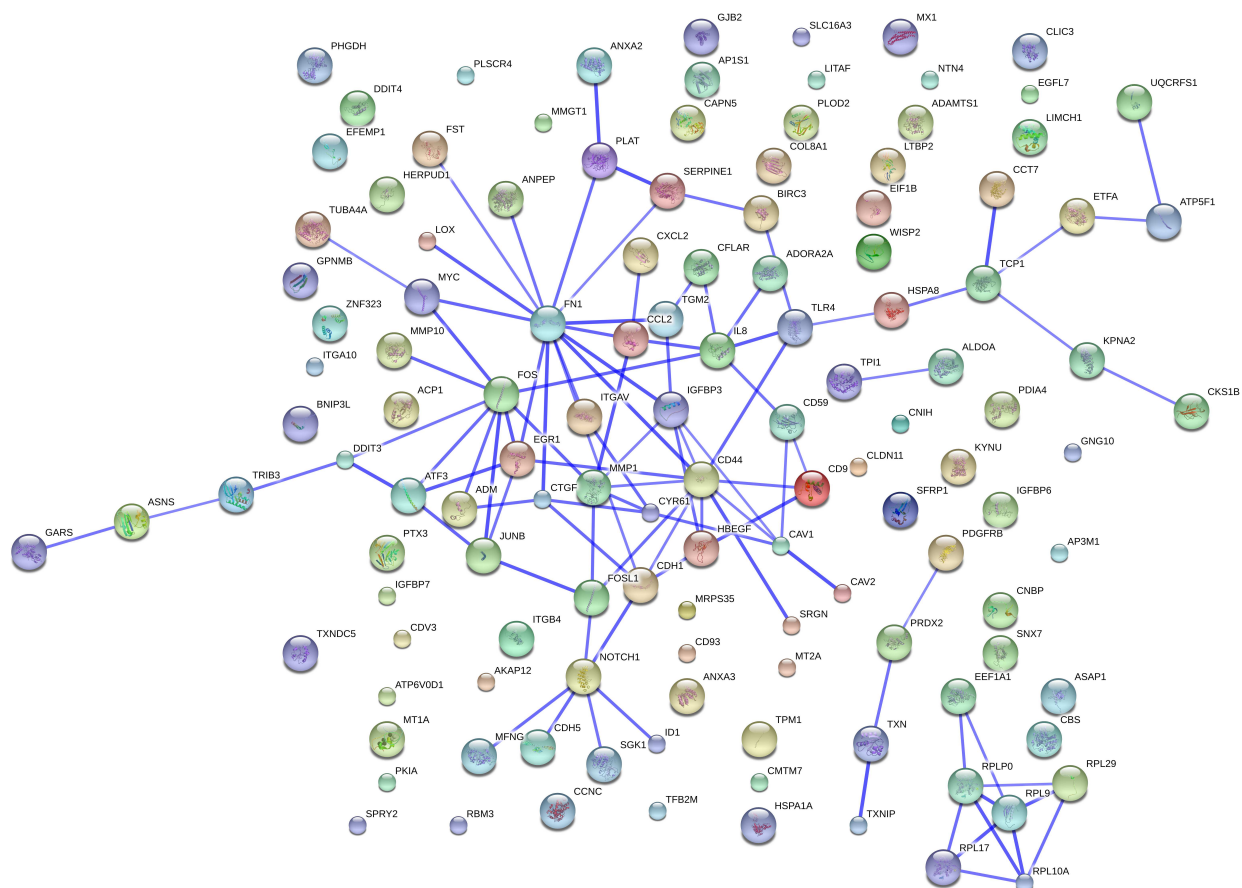 GJB2
SLC16A3
MX1
CLIC3
PHGDH
ANXA2
PLSCR4
AP1S1
LITAF
NTN4
EGFL7
UQCRFS1
DDIT4
MMGT1
CAPN5
PLOD2
ADAMTS1
LIMCH1
EFEMP1
FST
PLAT
COL8A1
LTBP2
CCT7
HERPUD1
ANPEP
SERPINE1
BIRC3
EIF1B
ETFA
ATP5F1
TUBA4A
LOX
CXCL2
CFLAR
ADORA2A
WISP2
TCP1
GPNMB
MYC
FN1
TGM2
TLR4
HSPA8
ZNF323
CCL2
IL8
MMP10
ITGA10
FOS
TPI1
ALDOA
KPNA2
ACP1
ITGAV
IGFBP3
CD59
PDIA4
CKS1B
BNIP3L
CNIH
DDIT3
EGR1
CLDN11
KYNU
GNG10
TRIB3
ATF3
ADM
CTGF
MMP1
CD44
CD9
ASNS
CYR61
SFRP1
IGFBP6
GARS
PTX3
JUNB
HBEGF
CAV1
PDGFRB
AP3M1
IGFBP7
FOSL1
CDH1
CAV2
MRPS35
SRGN
CNBP
TXNDC5
CDV3
ITGB4
CD93
PRDX2
SNX7
AKAP12
MT2A
ATP6V0D1
NOTCH1
ANXA3
EEF1A1
ASAP1
MT1A
MFNG
CDH5
SGK1
ID1
TPM1
TXN
CBS
PKIA
CCNC
CMTM7
RPLP0
RPL9
RPL29
SPRY2
RBM3
TFB2M
HSPA1A
TXNIP
RPL17
RPL10A